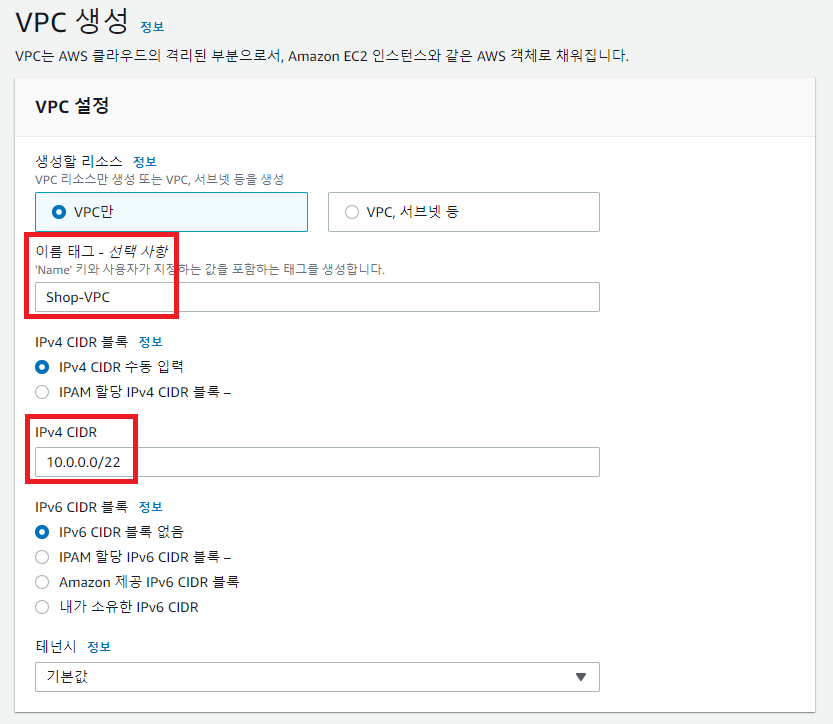 VPC 생성 정보
VPC는 AWS 클라우드의 격리된 부분으로서, Amazon EC2 인스턴스와 같은 AWS 객체로 채워집니다.
VPC 설정
생성할 리소스 정보
VPC 리소스만 생성 또는 VPC, 서브넷 등을 생성
VPC만
VPC, 서브넷 등
이름 태그 - 선택 사항
'Name' 키와 사용자가 지정하는 값을 포함하는 태그를 생성합니다.
Shop-VPC
IPv4 CIDR 블록 정보
IPv4 CIDR 수동 입력
IPAM 할당 IPv4 CIDR 블록 –
IPv4 CIDR
10.0.0.0/22
IPv6 CIDR 블록 정보
IPv6 CIDR 블록 없음
IPAM 할당 IPv6 CIDR 블록 –
Amazon 제공 IPv6 CIDR 블록
내가 소유한 IPv6 CIDR
테넌시 정보
기본값